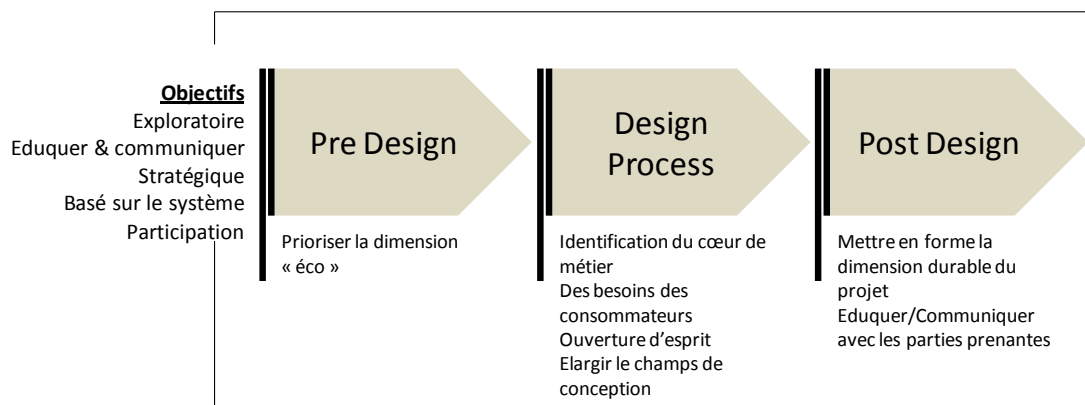 Objectifs
Exploratoire
Eduquer & communiquer
Stratégique
Basé sur le système
Participation
Pre Design
Prioriser la dimension
« éco »
Design
Process
Identification du cœur de
métier
Des besoins des
consommateurs
Ouverture d'esprit
Elargir le champs de
conception
Post Design
Mettre en forme la
dimension durable du
projet
Eduquer/Communiquer
avec les parties prenantes